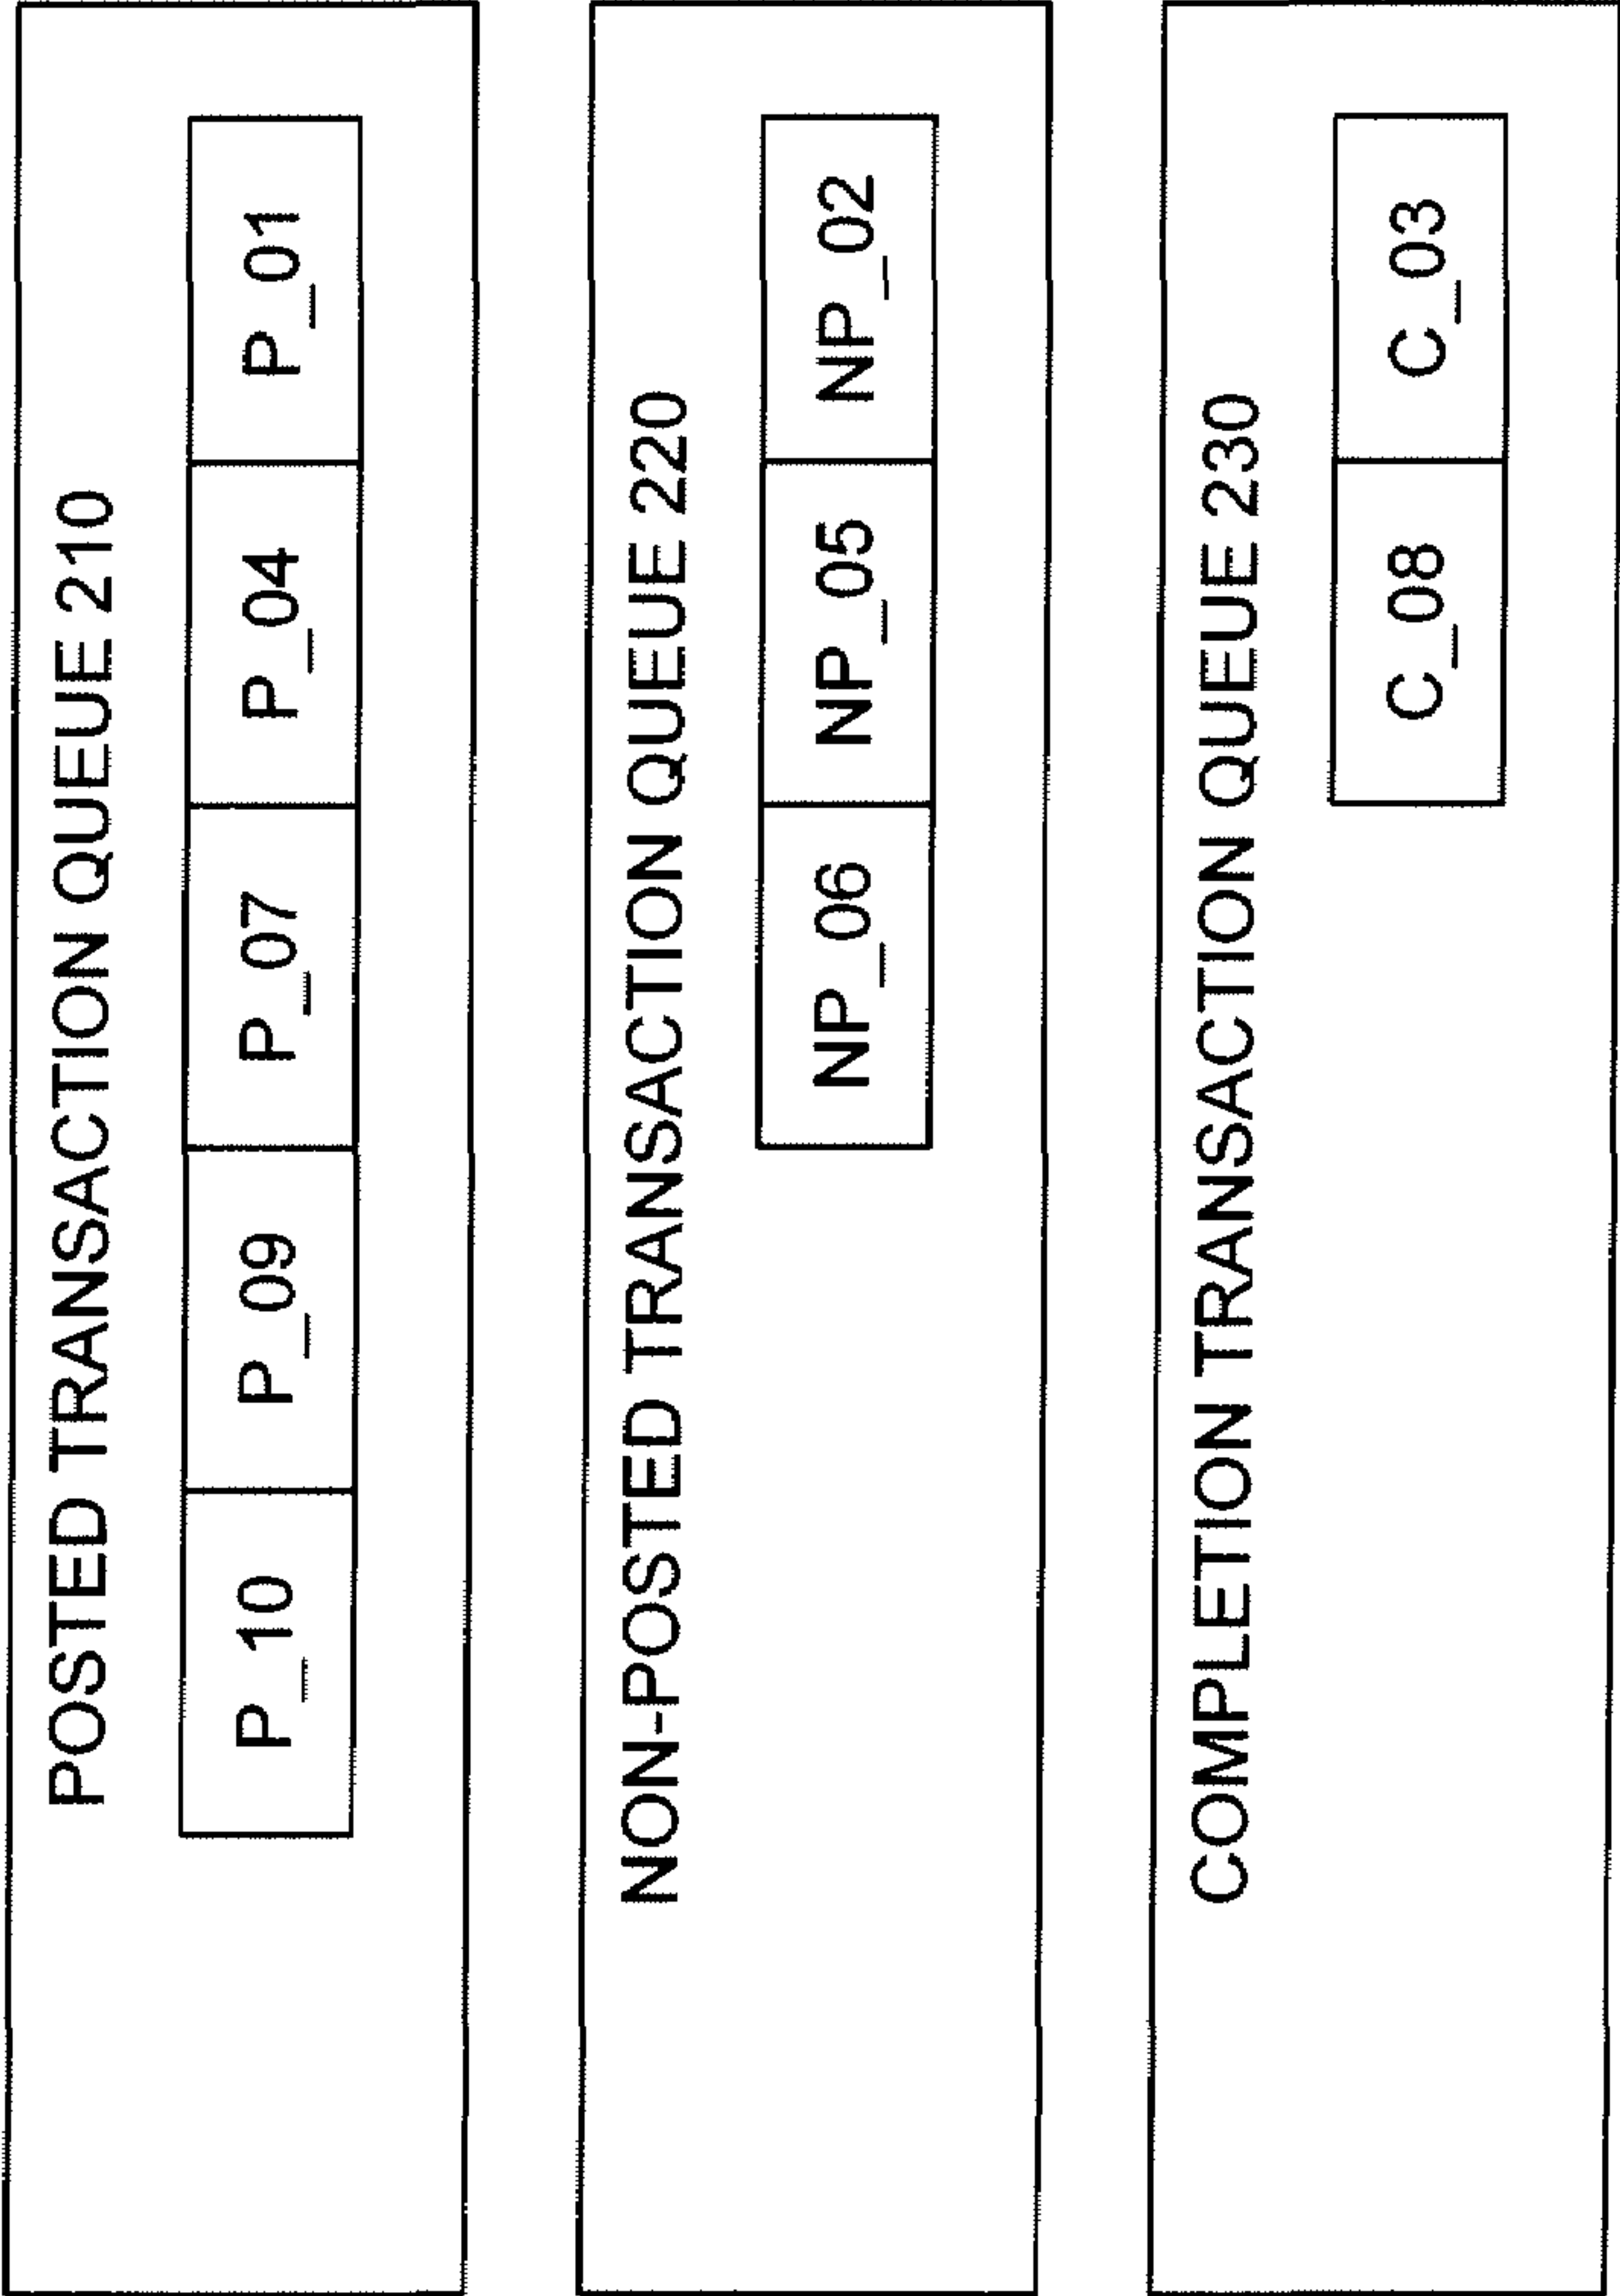 POSTED TRANSACTION QUEUE 210
P_10 P_09 P_07 P_04 P_01
NON-POSTED TRANSACTION QUEUE 220
NP_06 NP_05 NP_02
COMPLETION TRANSACTION QUEUE 230
C_08 C_03